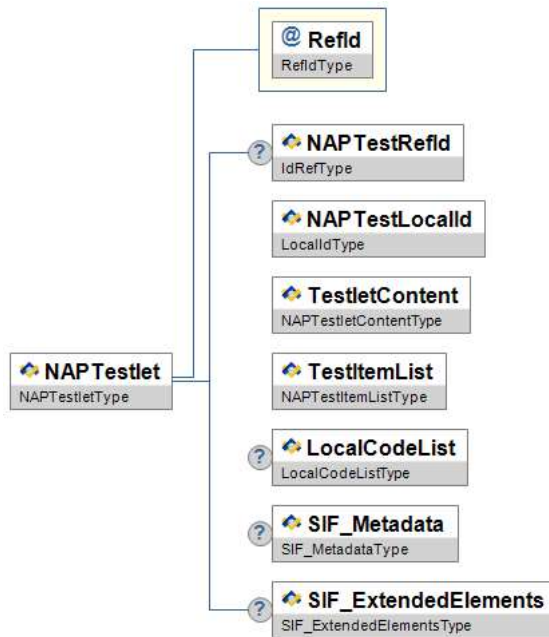 @ RefId
RefIdType
? NAPTestRefId
IdRefType
NAPTestLocalId
LocalIdType
TestletContent
NAPTestletContentType
NAPTestlet
NAPTestletType
TestItemList
NAPTestItemListType
? LocalCodeList
LocalCodeListType
? SIF_Metadata
SIF_MetadataType
? SIF_ExtendedElements
SIF_ExtendedElementsType